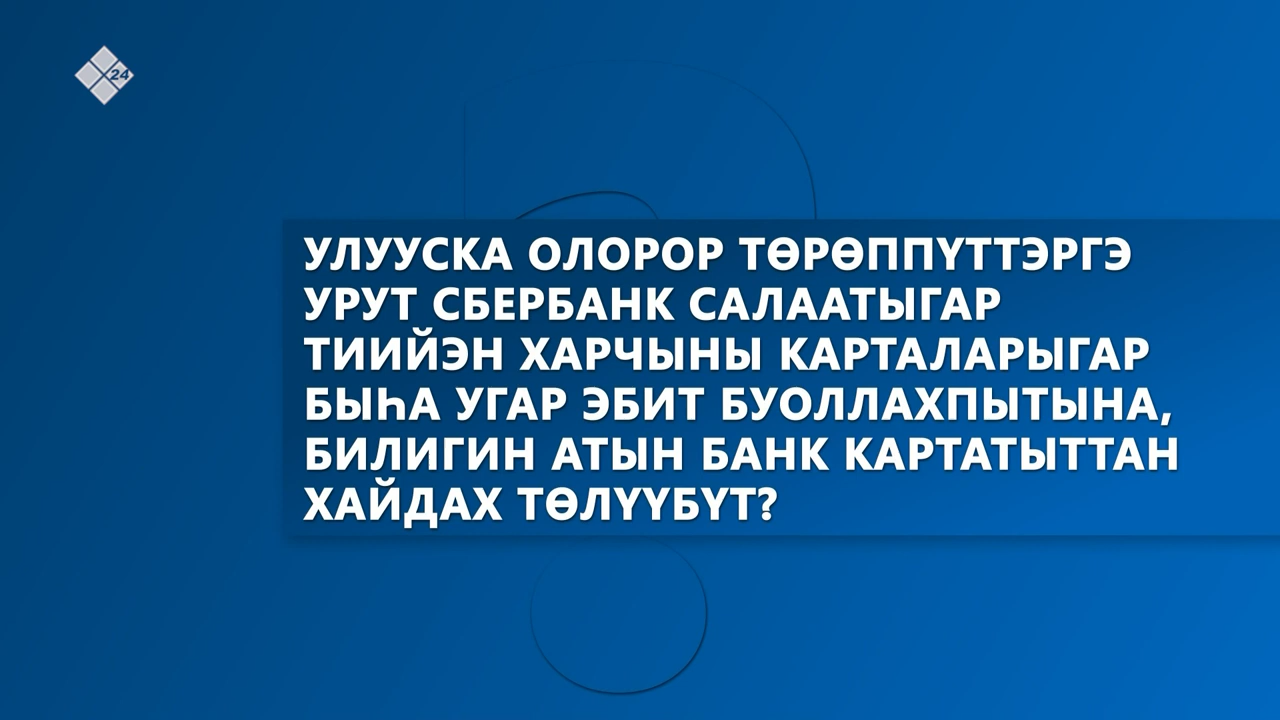 24
УЛУУСКА ОЛОРОР ТӨРӨППҮТТЭРГЭ
УРУТ СБЕРБАНК САЛААТЫГАР
ТИИЙЭН ХАРЧЫНЫ КАРТАЛАРЫГАР
БЫҺА УГАР ЭБИТ БУОЛЛАХПЫТЫНА,
БИЛИГИН АТЫН БАНК КАРТАТЫТТАН
ХАЙДАХ ТӨЛҮҮБҮТ?